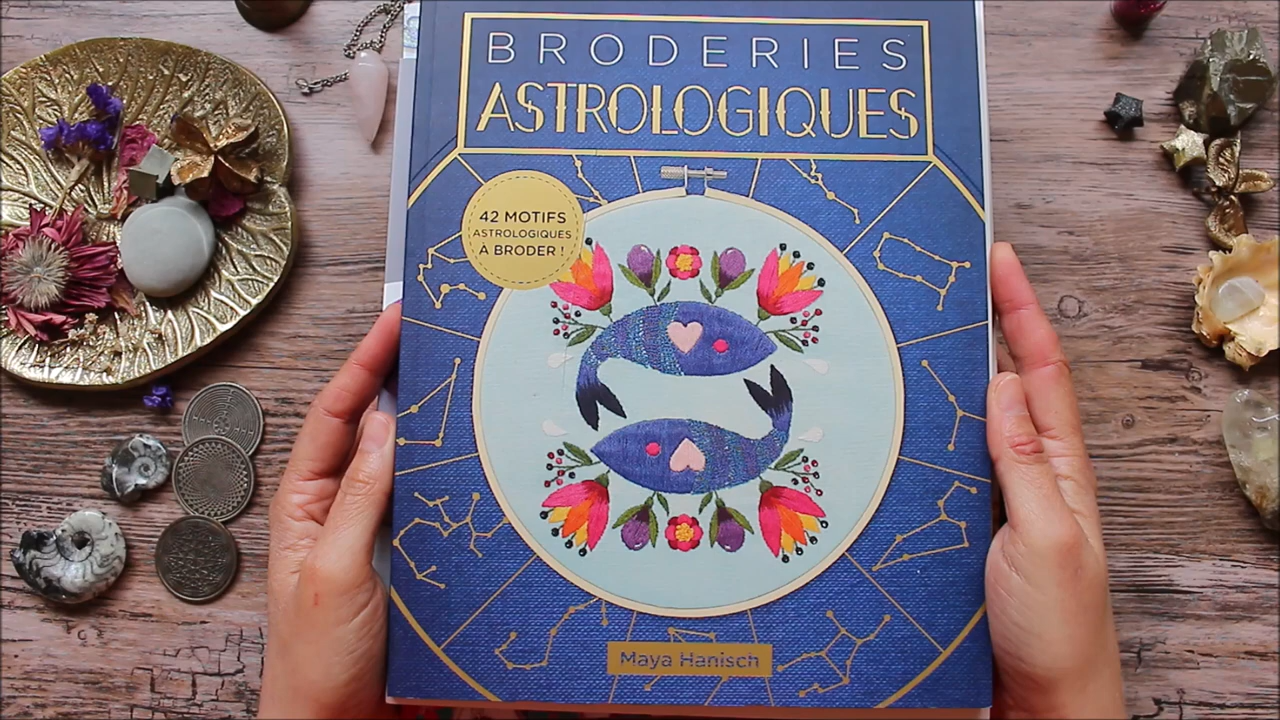 BRODERIES
ASTROLOGIQUES
42 MOTIFS
ASTROLOGIQUES
À BRODER !
Maya Hanisch